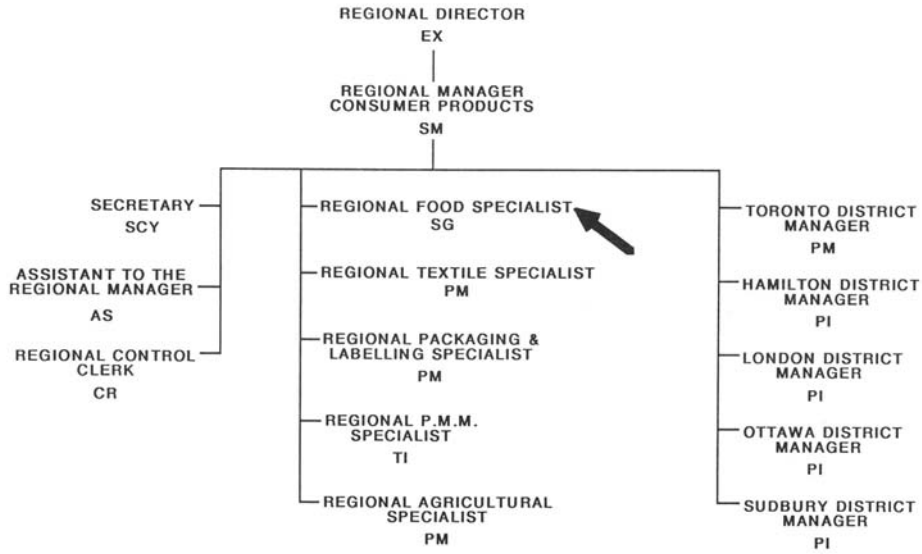 REGIONAL DIRECTOR
EX
REGIONAL MANAGER
CONSUMER PRODUCTS
SM
SECRETARY
SCY
ASSISTANT TO THE
REGIONAL MANAGER
AS
REGIONAL CONTROL
CLERK
CR
REGIONAL FOOD SPECIALIST
SG
REGIONAL TEXTILE SPECIALIST
PM
REGIONAL PACKAGING &
LABELLING SPECIALIST
PM
REGIONAL P.M.M.
SPECIALIST
TI
REGIONAL AGRICULTURAL
SPECIALIST
PM
TORONTO DISTRICT
MANAGER
PM
HAMILTON DISTRICT
MANAGER
PI
LONDON DISTRICT
MANAGER
PI
OTTAWA DISTRICT
MANAGER
PI
SUDBURY DISTRICT
MANAGER
PI